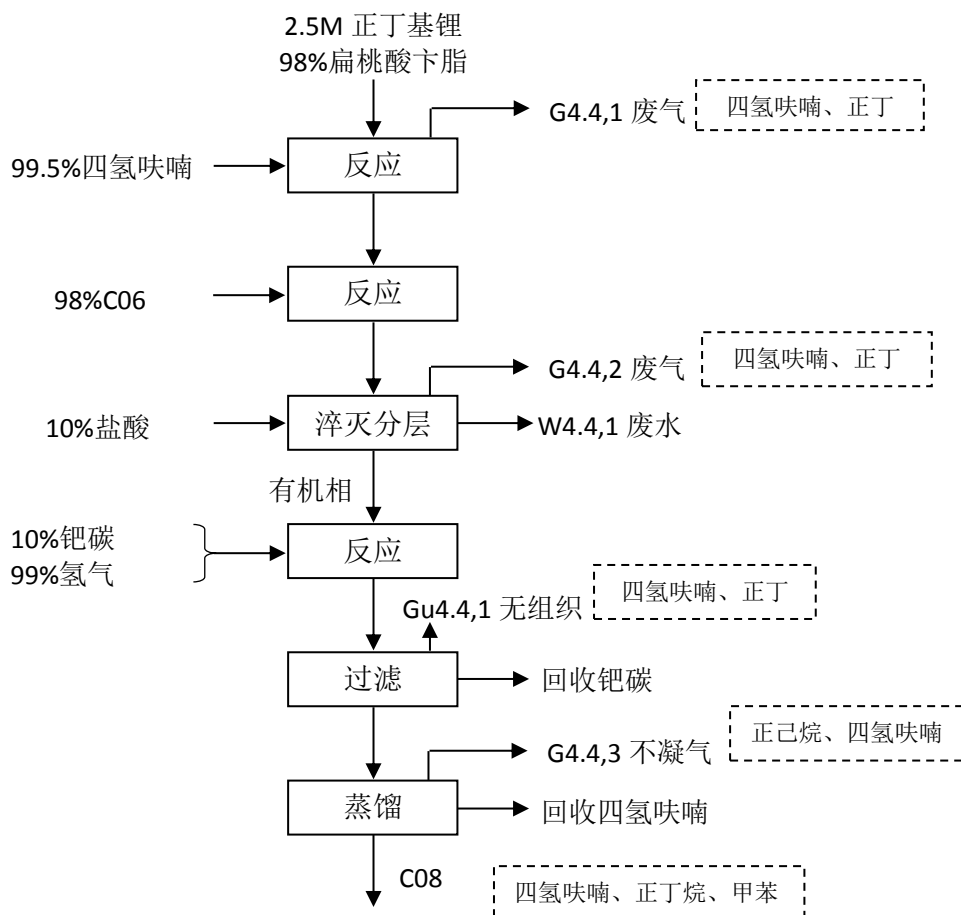 2.5M 正丁基锂
98%扁桃酸卞脂
G4.4,1 废气
四氢呋喃、正丁
99.5%四氢呋喃
反应
98%C06
反应
G4.4,2 废气
四氢呋喃、正丁
10%盐酸
淬灭分层
W4.4,1 废水
有机相
10%钯碳
99%氢气
反应
Gu4.4,1 无组织
四氢呋喃、正丁
过滤
回收钯碳
G4.4,3 不凝气
正己烷、四氢呋喃
蒸馏
回收四氢呋喃
C08
四氢呋喃、正丁烷、甲苯